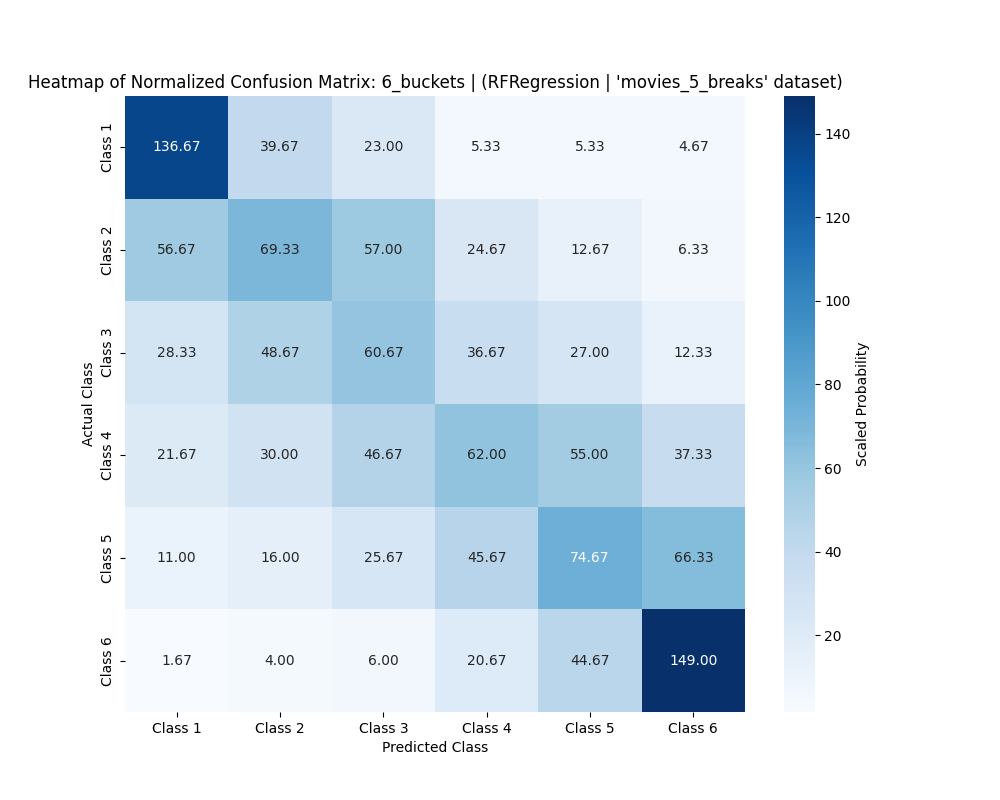 Heatmap of Normalized Confusion Matrix: 6_buckets | (RFRegression | 'movies_5_breaks' dataset)
Class 1 136.67 39.67 23.00 5.33 5.33 4.67
Class 2 56.67 69.33 57.00 24.67 12.67 6.33
Class 3 28.33 48.67 60.67 36.67 27.00 12.33
Class 4 21.67 30.00 46.67 62.00 55.00 37.33
Class 5 11.00 16.00 25.67 45.67 74.67 66.33
Class 6 1.67 4.00 6.00 20.67 44.67 149.00
Actual Class
Class 1 Class 2 Class 3 Class 4 Class 5 Class 6
Predicted Class
140
120
100
80
60
40
20
Scaled Probability